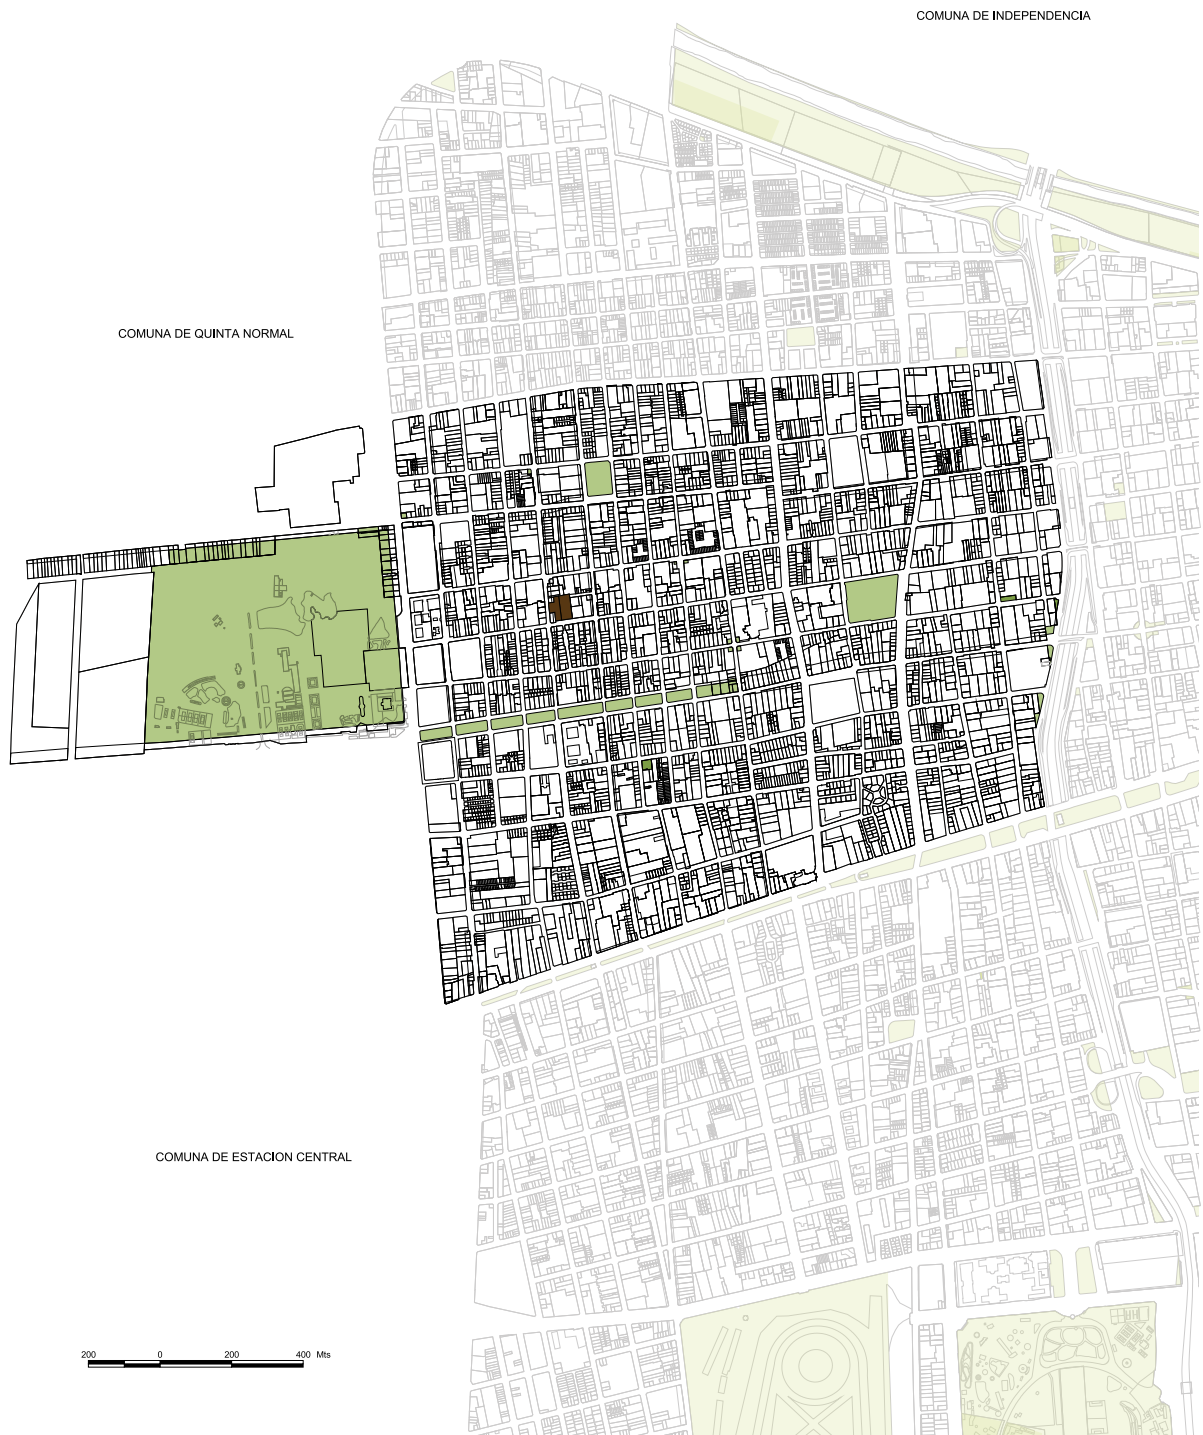 COMUNA DE INDEPENDENCIA
COMUNA DE QUINTA NORMAL
COMUNA DE ESTACION CENTRAL
200 0 200 400 Mts